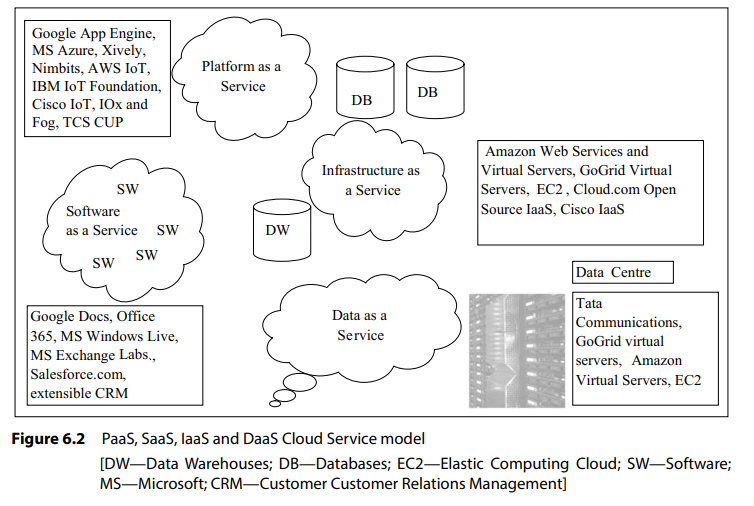 Google App Engine,
MS Azure, Xively,
Nimbits, AWS IoT,
IBM IoT Foundation,
Cisco IoT, IOx and
Fog, TCS CUP
Platform as a
Service
DB
DB
Infrastructure as
a Service
Amazon Web Services and
Virtual Servers, GoGrid Virtual
Servers, EC2 , Cloud.com Open
Source IaaS, Cisco IaaS
SW
Software
as a Service
SW
SW
SW
DW
Data Centre
Google Docs, Office
365, MS Windows Live,
MS Exchange Labs.,
Salesforce.com,
extensible CRM
Data as a
Service
Tata
Communications,
GoGrid virtual
servers, Amazon
Virtual Servers, EC2
Figure 6.2 PaaS, SaaS, IaaS and DaaS Cloud Service model
[DW—Data Warehouses; DB—Databases; EC2—Elastic Computing Cloud; SW—Software;
MS—Microsoft; CRM—Customer Customer Relations Management]